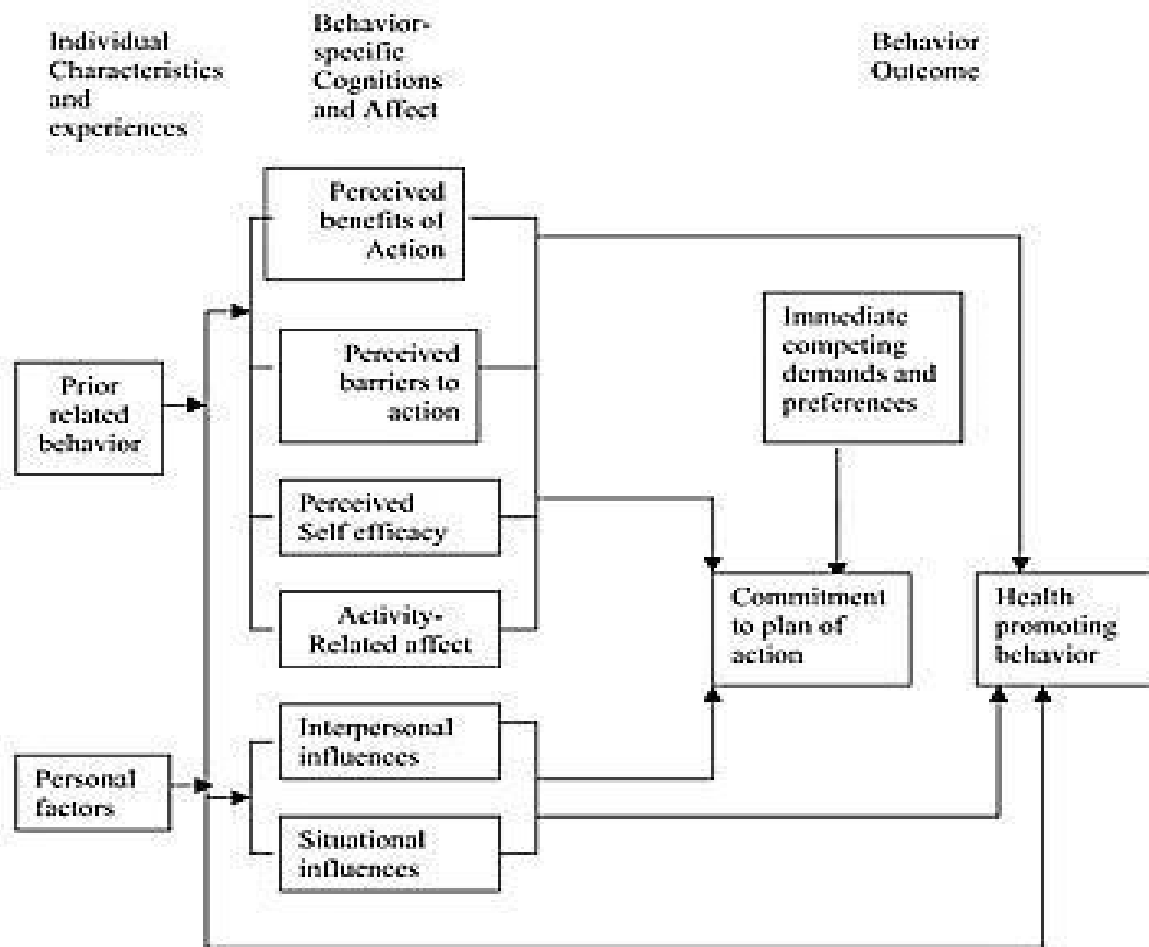 Individual
Characteristics
and
experiences
Behavior-
specific
Cognitions
and Affect
Behavior
Outcome
Perceived
benefits of
Action
Perceived
barriers to
action
Perceived
Self efficacy
Activity-
Related affect
Interpersonal
influences
Situational
influences
Prior
related
behavior
Personal
factors
Immediate
competing
demands and
preferences
Commitment
to plan of
action
Health
promoting
behavior